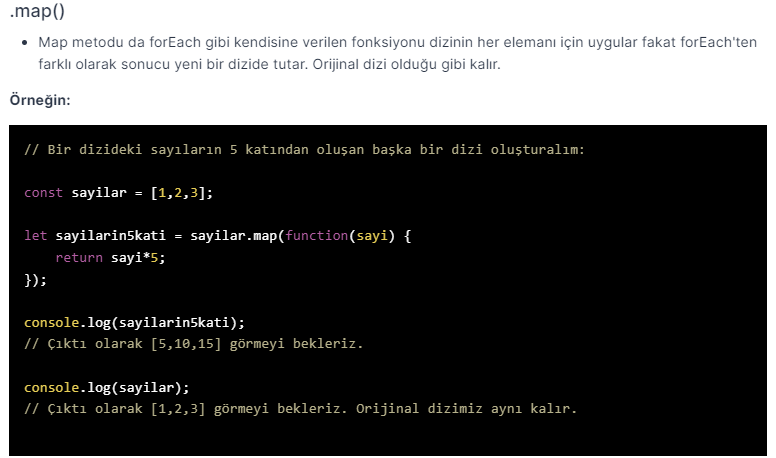 .map()
• Map metodu da forEach gibi kendisine verilen fonksiyonu dizinin her elemanı için uygular fakat forEach'ten
farklı olarak sonucu yeni bir dizide tutar. Orijinal dizi olduğu gibi kalır.
Örneğin:
// Bir dizideki sayıların 5 katından oluşan başka bir dizi oluşturalım:
const sayilar = [1,2,3];
let sayilarin5kati = sayilar.map(function(sayi) {
    return sayi*5;
});
console.log(sayilarin5kati);
// Çıktı olarak [5,10,15] görmeyi bekleriz.
console.log(sayilar);
// Çıktı olarak [1,2,3] görmeyi bekleriz. Orijinal dizimiz aynı kalır.